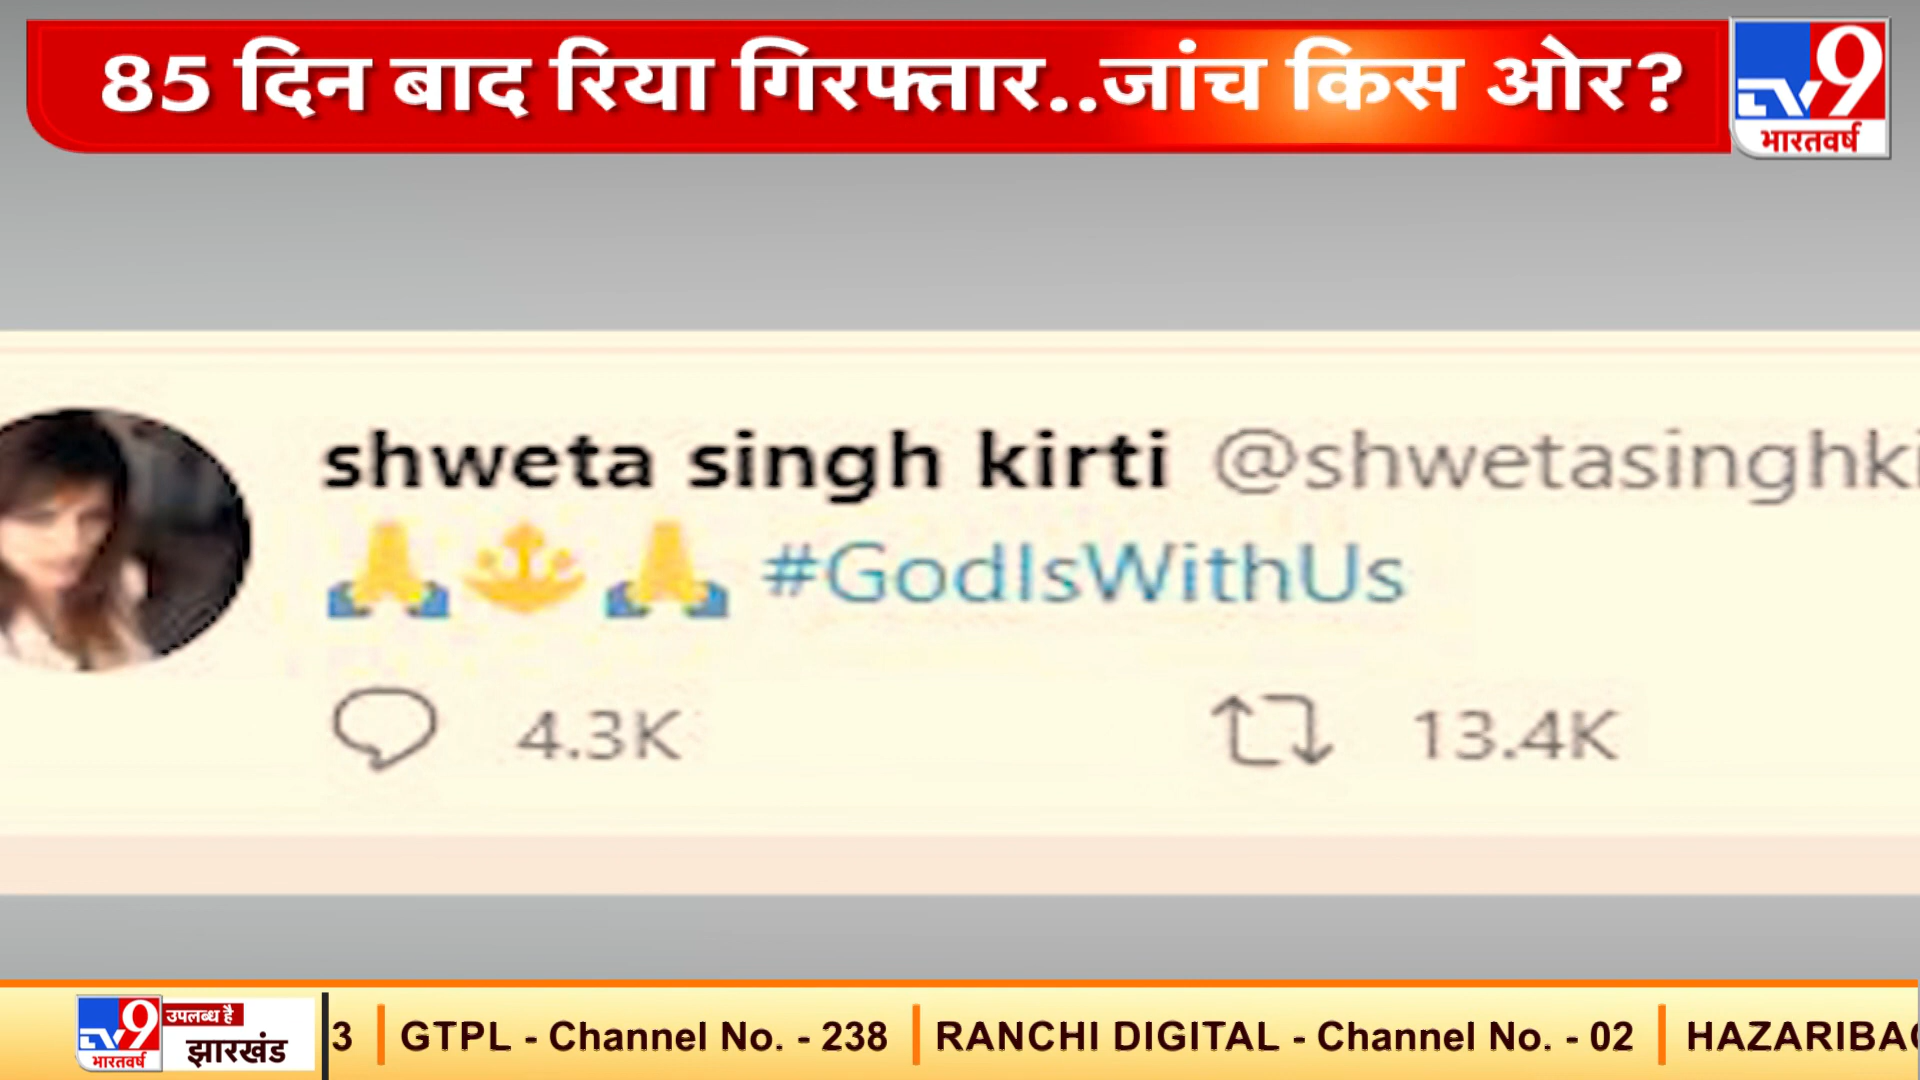 85 दिन बाद रिया गिरफ्तार..जांच किस ओर?
TV9
भारतवर्ष
shweta singh kirti @shwetasinghki
🙏🔱🙏 #GodIsWithUs
4.3K 13.4K
TV9 भारतवर्ष उपलब्ध है झारखंड
3 | GTPL - Channel No. - 238 | RANCHI DIGITAL - Channel No. - 02 | HAZARIBAG